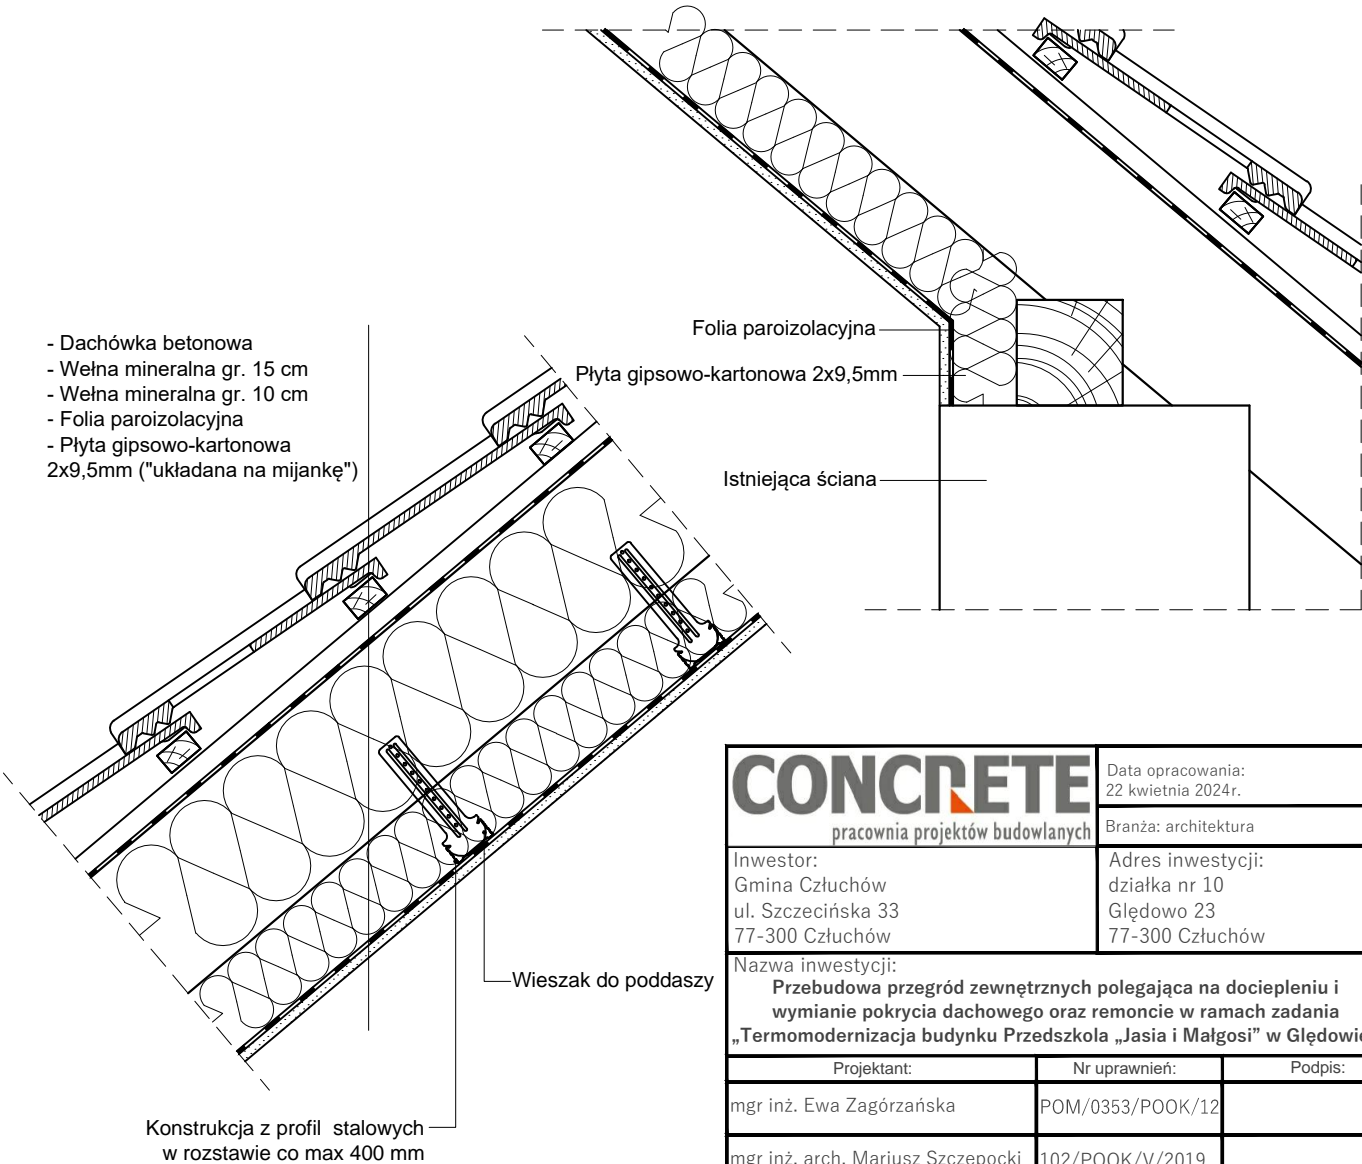 - Dachówka betonowa
- Wełna mineralna gr. 15 cm
- Wełna mineralna gr. 10 cm
- Folia paroizolacyjna
- Płyta gipsowo-kartonowa
2x9,5mm ("układana na mijankę")
Folia paroizolacyjna
Płyta gipsowo-kartonowa 2x9,5mm
Istniejąca ściana
Wieszak do poddaszy
Konstrukcja z profil stalowych
w rozstawie co max 400 mm
CONCRETE
pracownia projektów budowlanych
Data opracowania:
22 kwietnia 2024r.
Branża: architektura
Inwestor:
Gmina Człuchów
ul. Szczecińska 33
77-300 Człuchów
Adres inwestycji:
działka nr 10
Ględowo 23
77-300 Człuchów
Nazwa inwestycji:
Przebudowa przegród zewnętrznych polegająca na dociepleniu i
wymianie pokrycia dachowego oraz remoncie w ramach zadania
„Termomodernizacja budynku Przedszkola „Jasia i Małgosi” w Ględowie
Projektant:
Nr uprawnień:
Podpis:
mgr inż. Ewa Zagórzańska
POM/0353/POOK/12
mgr inż. arch. Mariusz Szczepocki
102/POOK/V/2019